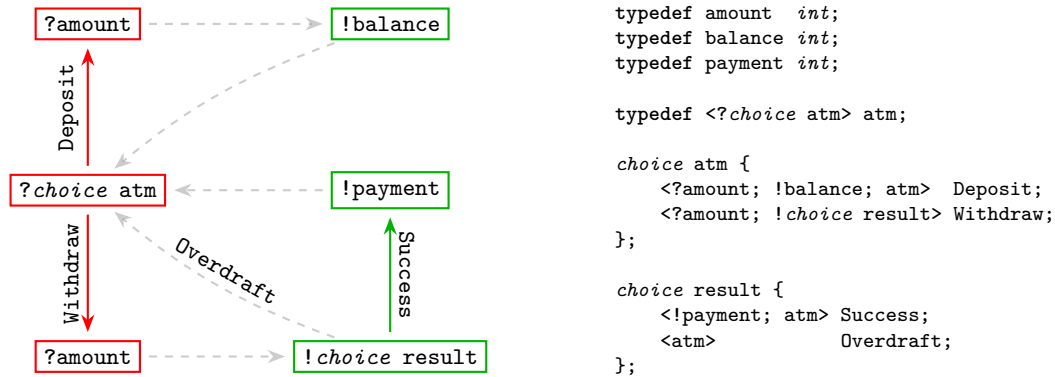 ?amount
!balance
Deposit
?choice atm
!payment
Withdraw
Overdraft
Success
?amount
!choice result
typedef amount  int;
typedef balance int;
typedef payment int;
typedef <?choice atm> atm;
choice atm {
    <?amount; !balance; atm>  Deposit;
    <?amount; !choice result> Withdraw;
};
choice result {
    <!payment; atm> Success;
    <atm>           Overdraft;
};